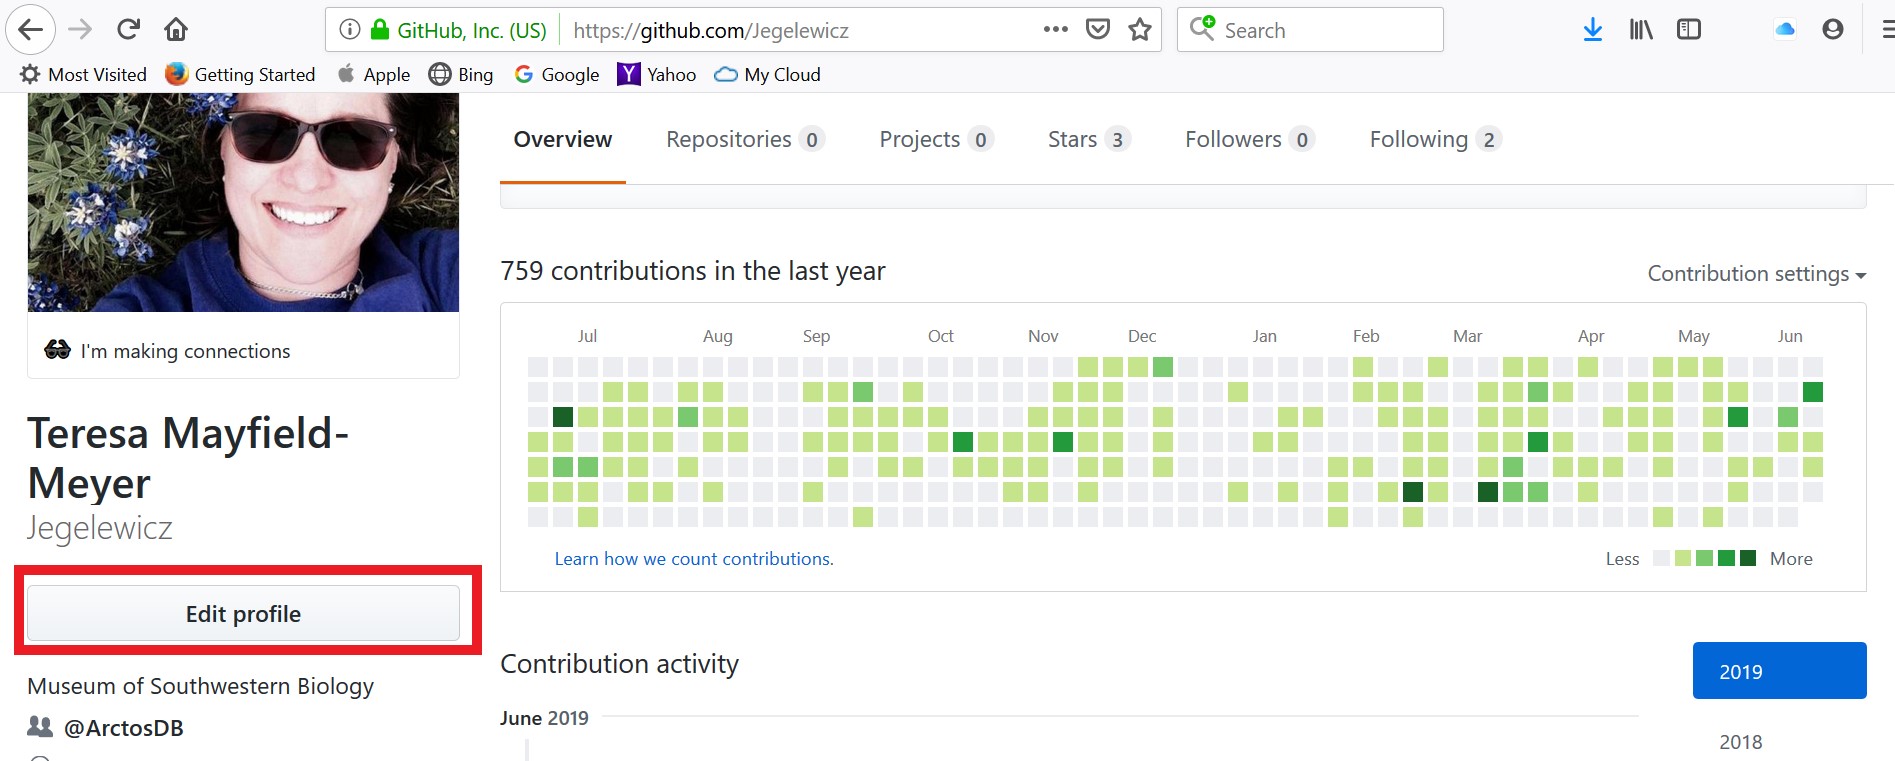 GitHub, Inc. (US) https://github.com/Jegelewicz Search
Most Visited Getting Started Apple Bing Google Yahoo My Cloud
Overview Repositories 0 Projects 0 Stars 3 Followers 0 Following 2
759 contributions in the last year
Contribution settings
Jul Aug Sep Oct Nov Dec Jan Feb Mar Apr May Jun
Learn how we count contributions.
Less More
I'm making connections
Teresa Mayfield-
Meyer
Jegelewicz
Edit profile
Museum of Southwestern Biology
@ArctosDB
Contribution activity
June 2019
2019
2018